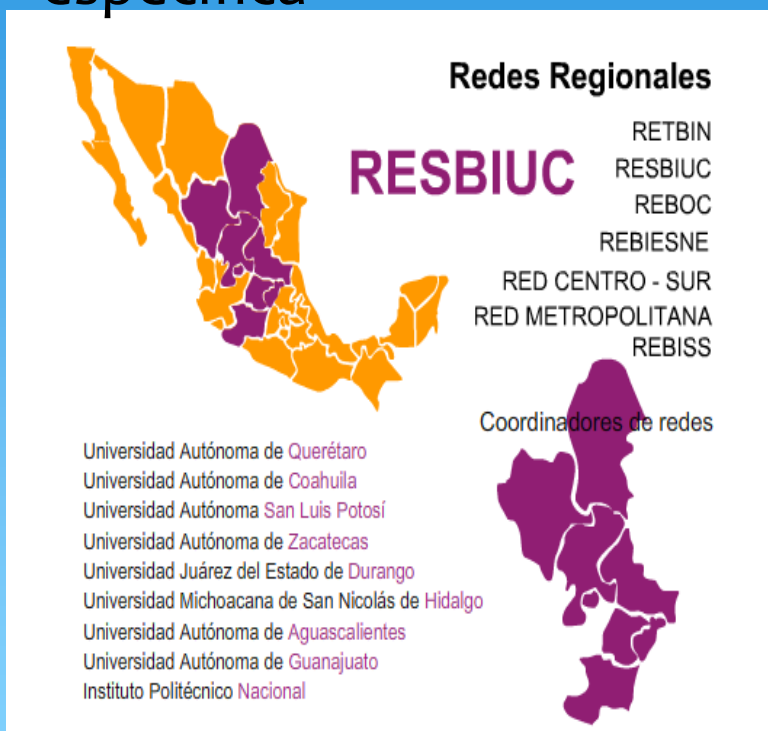 específica
Redes Regionales
RESBIUC
RETBIN
RESBIUC
REBOC
REBIESNE
RED CENTRO - SUR
RED METROPOLITANA
REBISS
Coordinadores de redes
Universidad Autónoma de Querétaro
Universidad Autónoma de Coahuila
Universidad Autónoma San Luis Potosí
Universidad Autónoma de Zacatecas
Universidad Juárez del Estado de Durango
Universidad Michoacana de San Nicolás de Hidalgo
Universidad Autónoma de Aguascalientes
Universidad Autónoma de Guanajuato
Instituto Politécnico Nacional